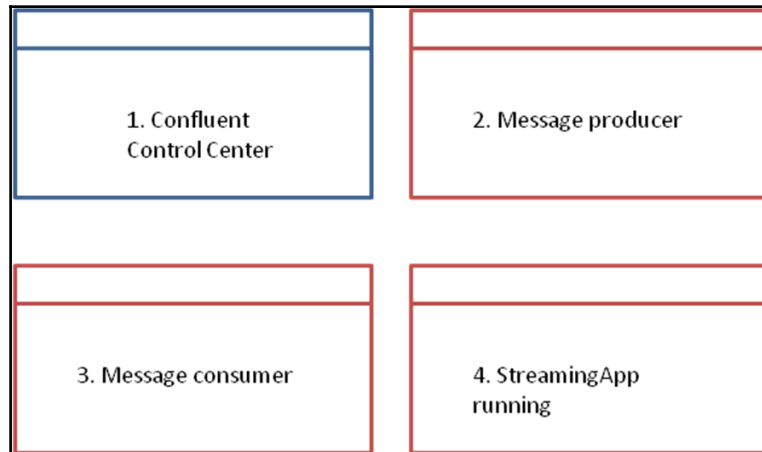 1. Confluent
Control Center
2. Message producer
3. Message consumer
4. StreamingApp
running